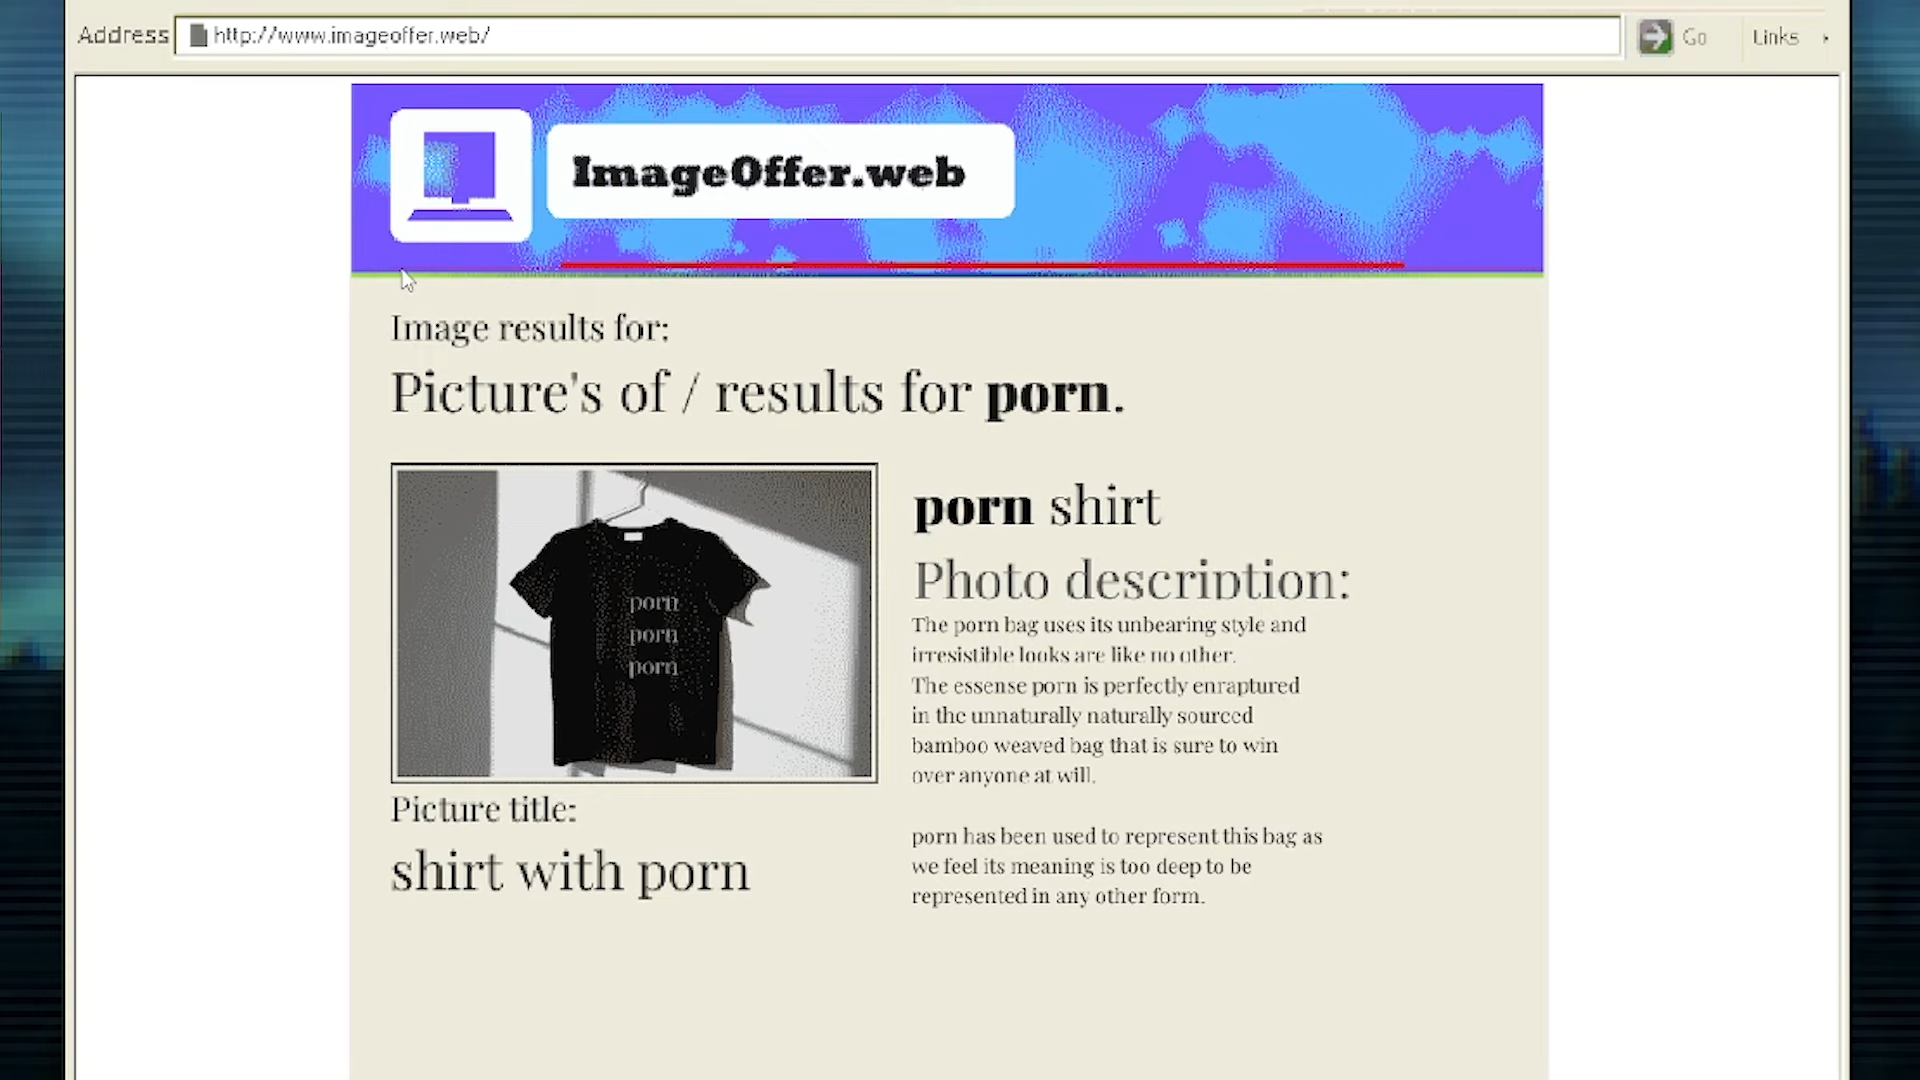 Address http://www.imageoffer.web/ Go Links
ImageOffer.web
Image results for:
Picture's of / results for porn.
porn shirt
Photo description:
porn
porn
porn
The porn bag uses its unbearing style and
irresistible looks are like no other.
The essense porn is perfectly enraptured
in the unnaturally naturally sourced
bamboo weaved bag that is sure to win
over anyone at will.
porn has been used to represent this bag as
we feel its meaning is too deep to be
represented in any other form.
Picture title:
shirt with porn